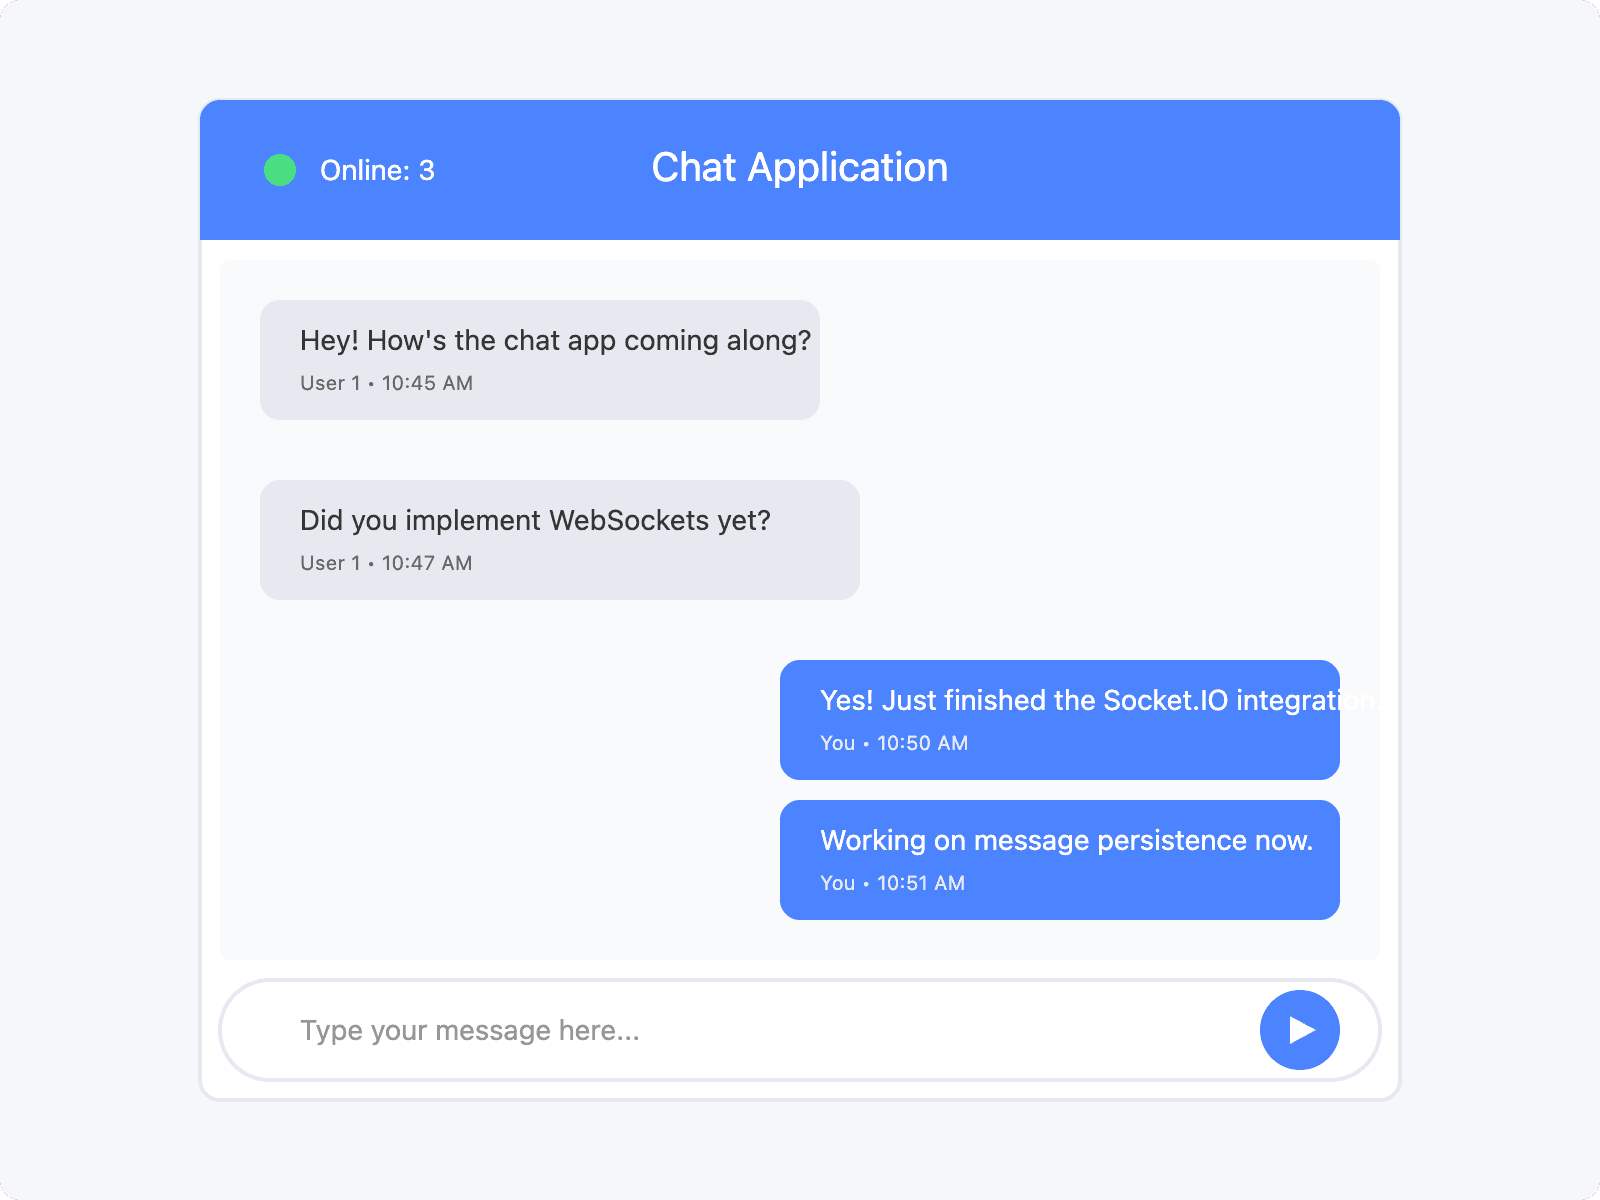 Online: 3
Chat Application
Hey! How's the chat app coming along?
User 1 • 10:45 AM
Did you implement WebSockets yet?
User 1 • 10:47 AM
Yes! Just finished the Socket.IO integration.
You • 10:50 AM
Working on message persistence now.
You • 10:51 AM
Type your message here...